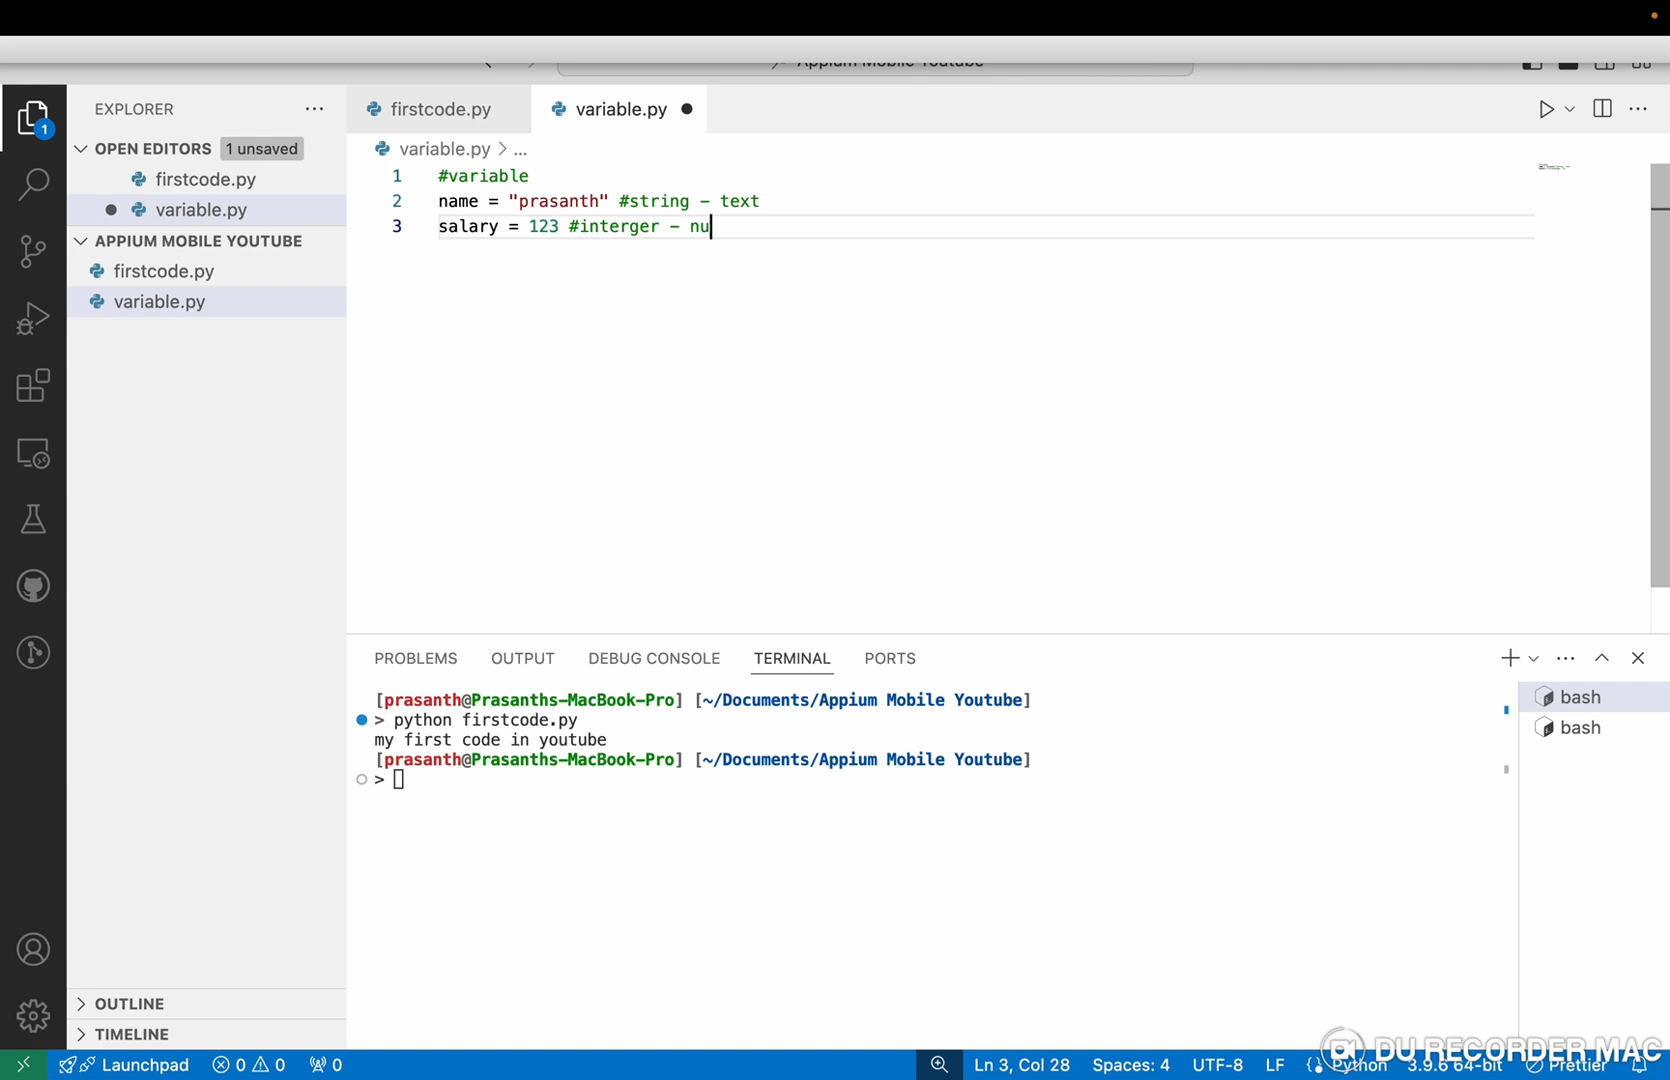 Appium Mobile Youtube
EXPLORER
firstcode.py
variable.py
OPEN EDITORS 1 unsaved
firstcode.py
variable.py
APPIUM MOBILE YOUTUBE
firstcode.py
variable.py
variable.py > ...
1 #variable
2 name = "prasanth" #string - text
3 salary = 123 #interger - nu
PROBLEMS OUTPUT DEBUG CONSOLE TERMINAL PORTS
[prasanth@Prasanths-MacBook-Pro] [~/Documents/Appium Mobile Youtube]
> python firstcode.py
my first code in youtube
[prasanth@Prasanths-MacBook-Pro] [~/Documents/Appium Mobile Youtube]
>
bash
bash
OUTLINE
TIMELINE
1
Launchpad 0 0 0 Ln 3, Col 28 Spaces: 4 UTF-8 LF Python 3.9.6 64-bit Prettier
DU RECORDER MAC